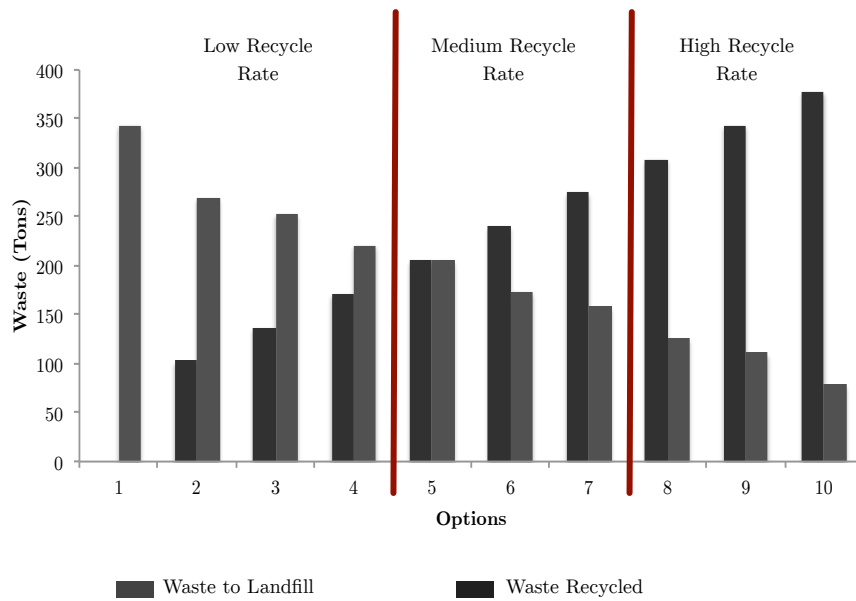 Low Recycle
Rate
Medium Recycle
Rate
High Recycle
Rate
400
350
300
250
200
150
100
50
0
Waste (Tons)
1 2 3 4 5 6 7 8 9 10
Options
Waste to Landfill
Waste Recycled